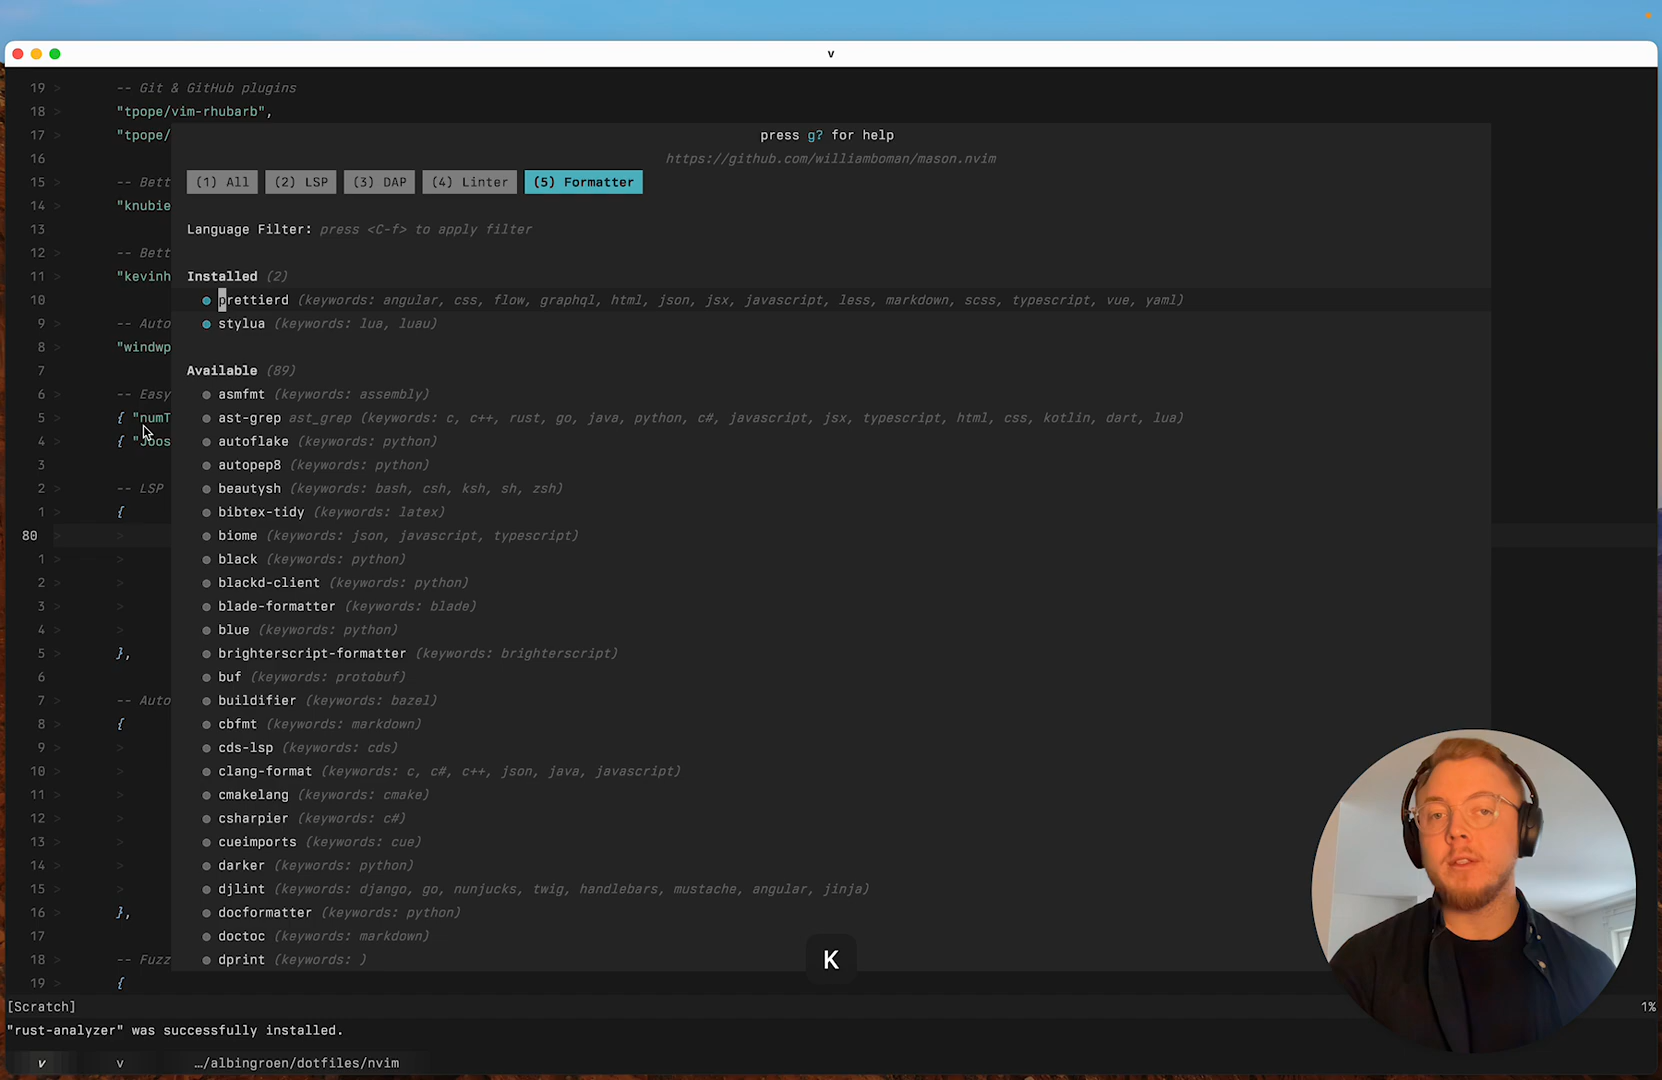 v
19 > -- Git & GitHub plugins
18 > "tpope/vim-rhubarb",
17 > "tpope/
press g? for help
16
https://github.com/williamboman/mason.nvim
15 > -- Bett
(1) All (2) LSP (3) DAP (4) Linter (5) Formatter
14 > "knubie
13
Language Filter: press <C-f> to apply filter
12 > -- Bett
11 > "kevinh
Installed (2)
10
prettierd (keywords: angular, css, flow, graphql, html, json, jsx, javascript, less, markdown, scss, typescript, vue, yaml)
9 > -- Auto
stylua (keywords: lua, luau)
8 > "windwp
7
Available (89)
6 > -- Easy
asmfmt (keywords: assembly)
5 > { "numT
ast-grep ast_grep (keywords: c, c++, rust, go, java, python, c#, javascript, jsx, typescript, html, css, kotlin, dart, lua)
4 > { "Joos
autoflake (keywords: python)
3
autopep8 (keywords: python)
2 > -- LSP
beautysh (keywords: bash, csh, ksh, sh, zsh)
1 > {
bibtex-tidy (keywords: latex)
80 > >
biome (keywords: json, javascript, typescript)
1 > >
black (keywords: python)
2 > >
blackd-client (keywords: python)
3 > >
blade-formatter (keywords: blade)
4 > >
blue (keywords: python)
5 > },
brighterscript-formatter (keywords: brighterscript)
6
buf (keywords: protobuf)
7 > -- Auto
buildifier (keywords: bazel)
8 > {
cbfmt (keywords: markdown)
9 > >
cds-lsp (keywords: cds)
10 > >
clang-format (keywords: c, c#, c++, json, java, javascript)
11 > >
cmakelang (keywords: cmake)
12 > >
csharpier (keywords: c#)
13 > >
cueimports (keywords: cue)
14 > >
darker (keywords: python)
15 > >
djlint (keywords: django, go, nunjucks, twig, handlebars, mustache, angular, jinja)
16 > },
docformatter (keywords: python)
17
doctoc (keywords: markdown)
18 > -- Fuzz
dprint (keywords: )
K
19 > {
[Scratch] 1%
"rust-analyzer" was successfully installed.
v v …/albingroen/dotfiles/nvim